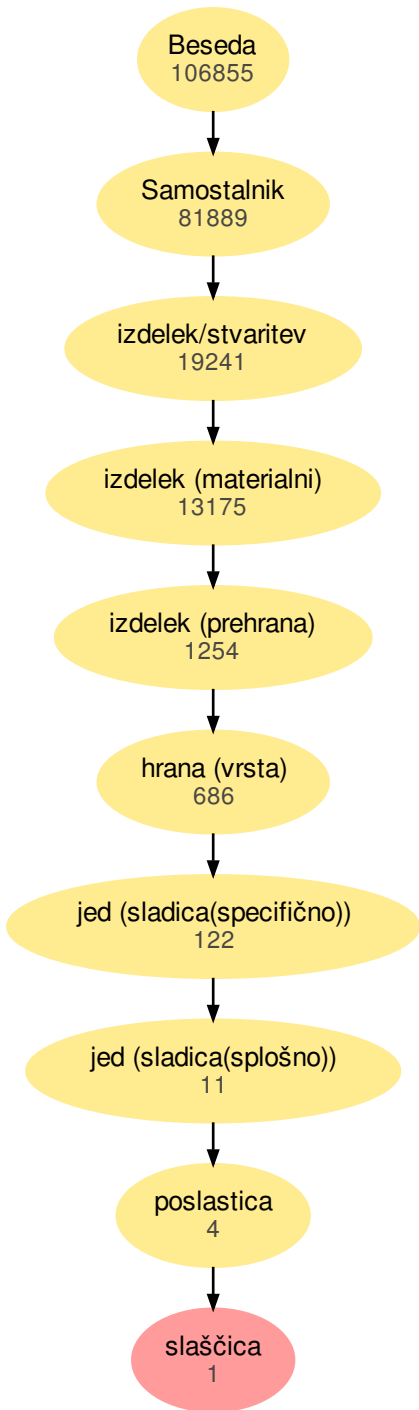 Beseda
106855
Samostalnik
81889
izdelek/stvaritev
19241
izdelek (materialni)
13175
izdelek (prehrana)
1254
hrana (vrsta)
686
jed (sladica(specifično))
122
jed (sladica(splošno))
11
poslastica
4
slaščica
1